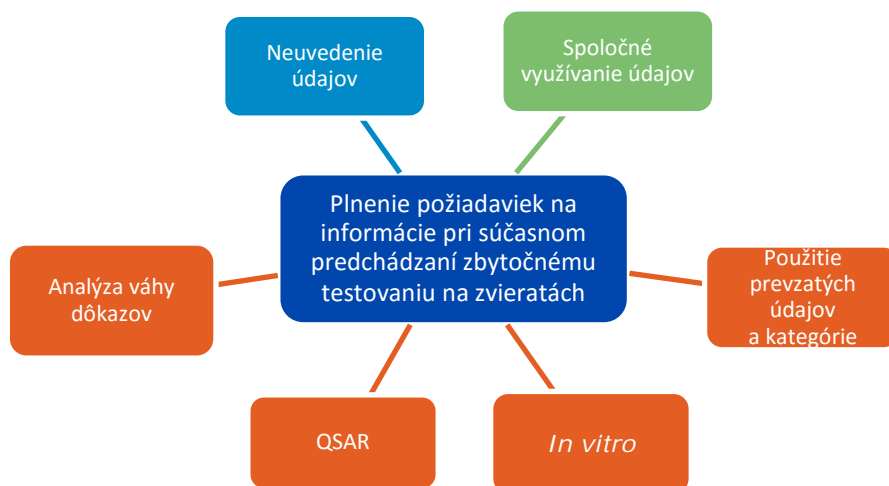 Neuvedenie
údajov
Spoločné
využívanie údajov
Plnenie požiadaviek na
informácie pri súčasnom
predchádzaní zbytočnému
testovaniu na zvieratách
Analýza váhy
dôkazov
Použitie
prevzatých
údajov
a kategórie
QSAR
In vitro